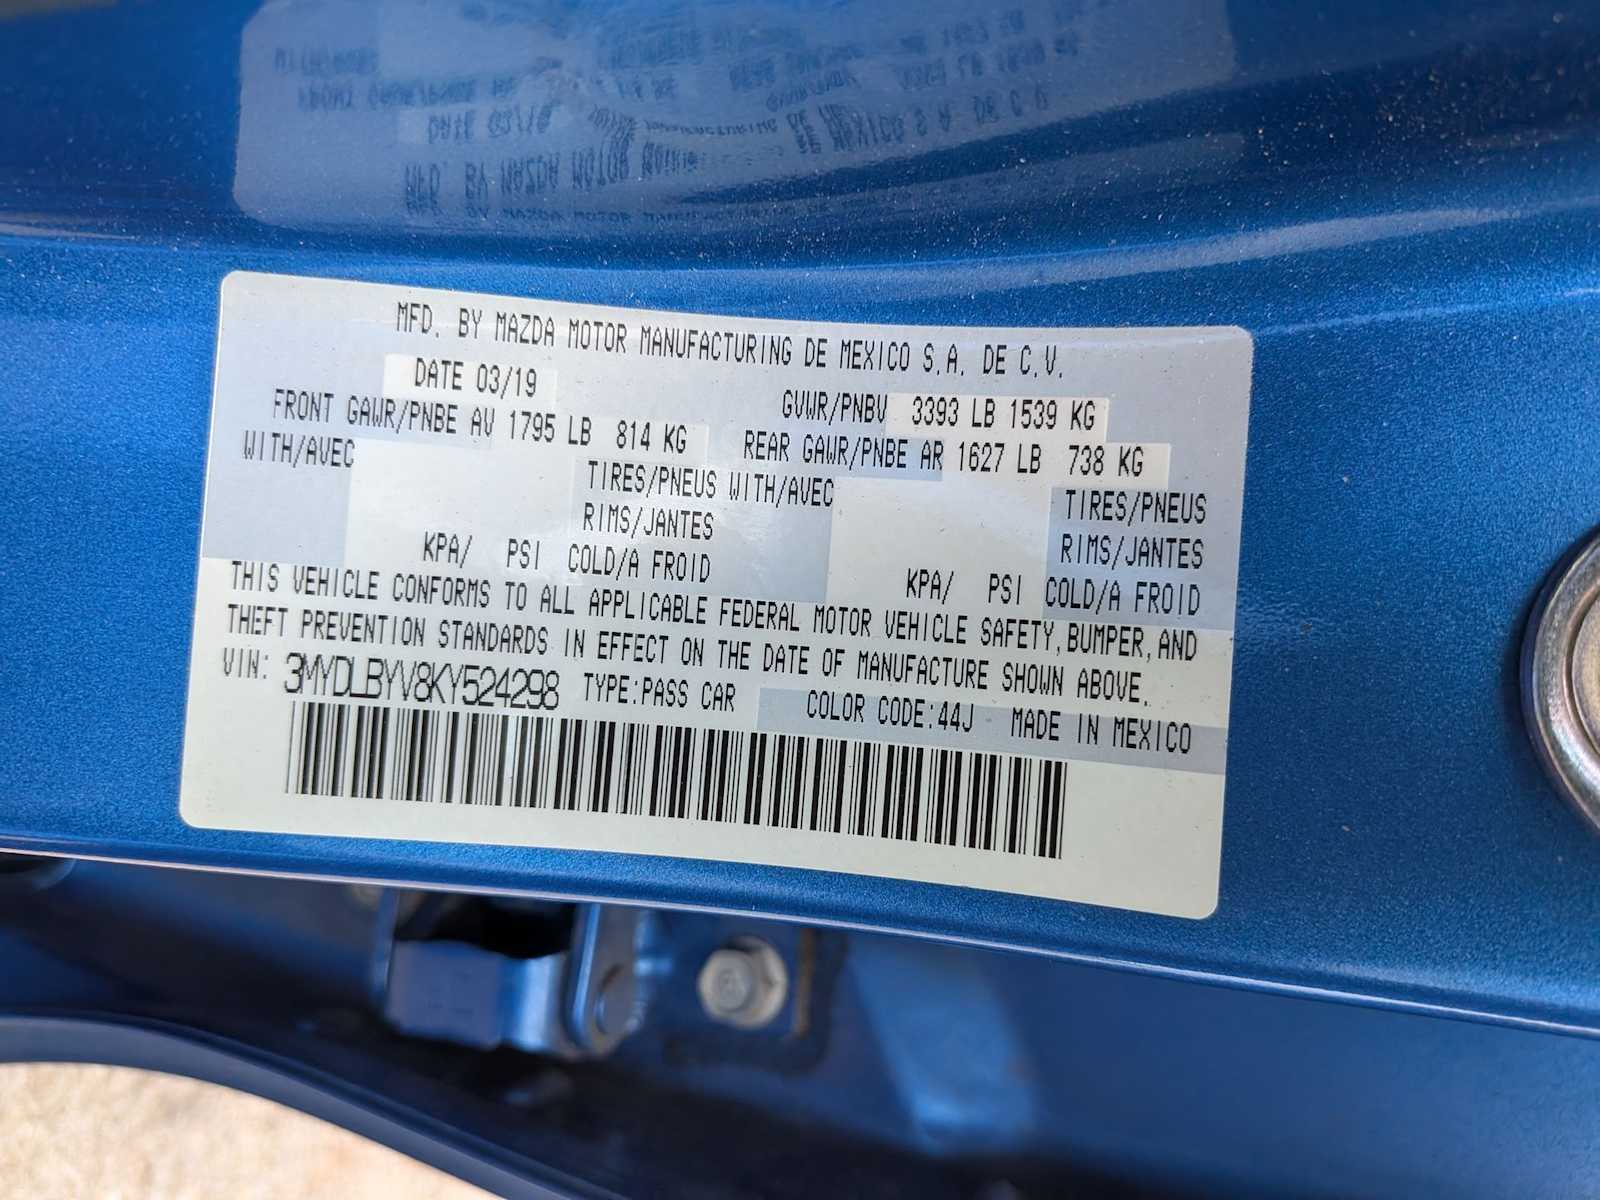 MFD. BY MAZDA MOTOR MANUFACTURING DE MEXICO S.A. DE C.V.
DATE 03/19 GVWR/PNBV 3393 LB 1539 KG
FRONT GAWR/PNBE AV 1795 LB 814 KG REAR GAWR/PNBE AR 1627 LB 738 KG
WITH/AVEC TIRES/PNEUS WITH/AVEC TIRES/PNEUS
RIMS/JANTES RIMS/JANTES
KPA/ PSI COLD/A FROID KPA/ PSI COLD/A FROID
THIS VEHICLE CONFORMS TO ALL APPLICABLE FEDERAL MOTOR VEHICLE SAFETY, BUMPER, AND
THEFT PREVENTION STANDARDS IN EFFECT ON THE DATE OF MANUFACTURE SHOWN ABOVE.
VIN: 3MYDLBYV8KY524298 TYPE:PASS CAR COLOR CODE:44J MADE IN MEXICO